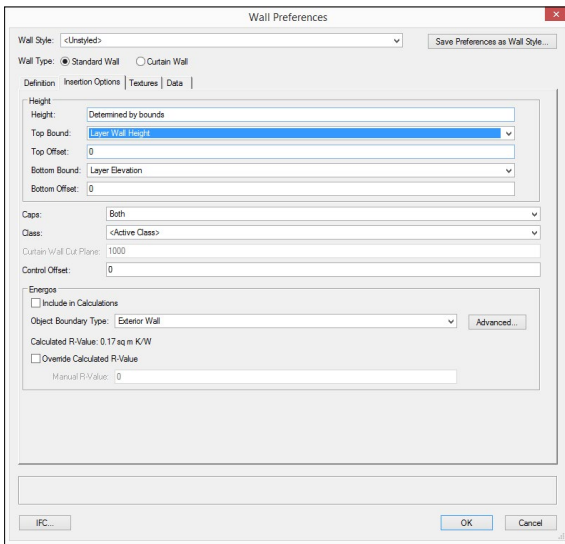 Wall Preferences
Wall Style: <Unstyled> Save Preferences as Wall Style...
Wall Type: Standard Wall Curtain Wall
Definition Insertion Options Textures Data
Height
Height: Determined by bounds
Top Bound: Layer Wall Height
Top Offset: 0
Bottom Bound: Layer Elevation
Bottom Offset: 0
Caps: Both
Class: <Active Class>
Curtain Wall Cut Plane: 1000
Control Offset: 0
Energos
Include in Calculations
Object Boundary Type: Exterior Wall Advanced...
Calculated R-Value: 0.17 sq m K/W
Override Calculated R-Value
Manual R-Value: 0
IFC... OK Cancel